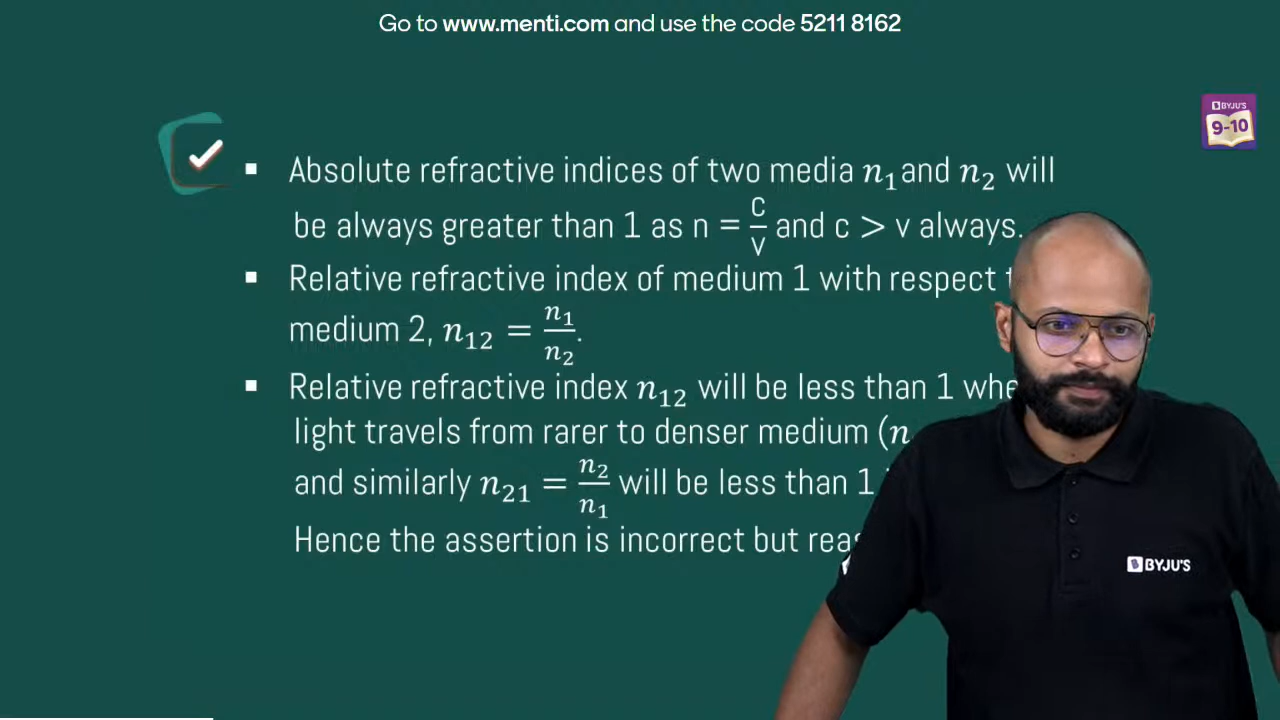 Go to www.menti.com and use the code 5211 8162
BYJU'S
9-10
▪ Absolute refractive indices of two media n₁ and n₂ will
be always greater than 1 as n = c/v and c > v always.
▪ Relative refractive index of medium 1 with respect
medium 2, n₁₂ = n₁/n₂.
▪ Relative refractive index n₁₂ will be less than 1
light travels from rarer to denser medium (n
and similarly n₂₁ = n₂/n₁ will be less than 1
Hence the assertion is incorrect but
BYJU'S